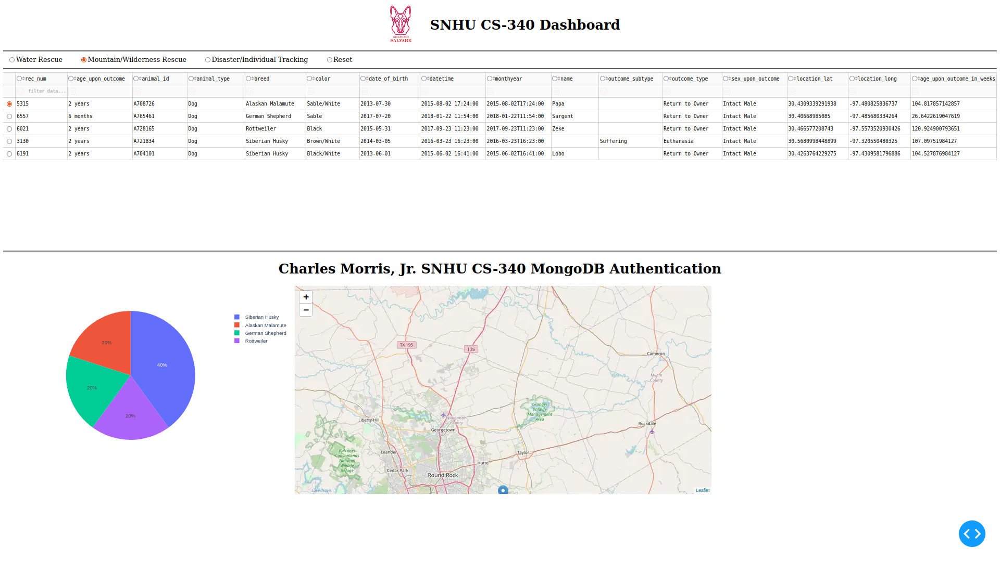 GRAZIOSO
SALVARE
SNHU CS-340 Dashboard
Water Rescue Mountain/Wilderness Rescue Disaster/Individual Tracking Reset
rec_num age_upon_outcome animal_id animal_type breed color date_of_birth datetime monthyear name outcome_subtype outcome_type sex_upon_outcome location_lat location_long age_upon_outcome_in_weeks
filter data...
5315 2 years A708726 Dog Alaskan Malamute Sable/White 2013-07-30 2015-08-02 17:24:00 2015-08-02T17:24:00 Papa Return to Owner Intact Male 30.4309339291938 -97.480825836737 104.817857142857
6557 6 months A765461 Dog German Shepherd Sable 2017-07-20 2018-01-22 11:54:00 2018-01-22T11:54:00 Sargent Return to Owner Intact Male 30.40668985085 -97.485680334264 26.6422619047619
6021 2 years A728165 Dog Rottweiler Black 2015-05-31 2017-09-23 11:23:00 2017-09-23T11:23:00 Zeke Return to Owner Intact Male 30.466577208743 -97.5573520930426 120.924900793651
3130 2 years A721834 Dog Siberian Husky Brown/White 2014-03-05 2016-03-23 16:23:00 2016-03-23T16:23:00 Suffering Euthanasia Intact Male 30.5680998448899 -97.320550480325 107.09751984127
6191 2 years A704101 Dog Siberian Husky Black/White 2013-06-01 2015-06-02 16:41:00 2015-06-02T16:41:00 Lobo Return to Owner Intact Male 30.4263764229275 -97.4309581796886 104.527876984127
Charles Morris, Jr. SNHU CS-340 MongoDB Authentication
40%
20%
20%
20%
Siberian Husky
Alaskan Malamute
German Shepherd
Rottweiler
+
−
TX 195
I 35
Cameron
Milam
County
Granger
Wildlife
Management
Area
Liberty Hill
Williamson
County
Georgetown
Rockdale
Leander
Taylor
Balcones
Canyonlands
National
Wildlife
Refuge
Hutto
Cedar Park
Round Rock
Lake Travis
Leaflet